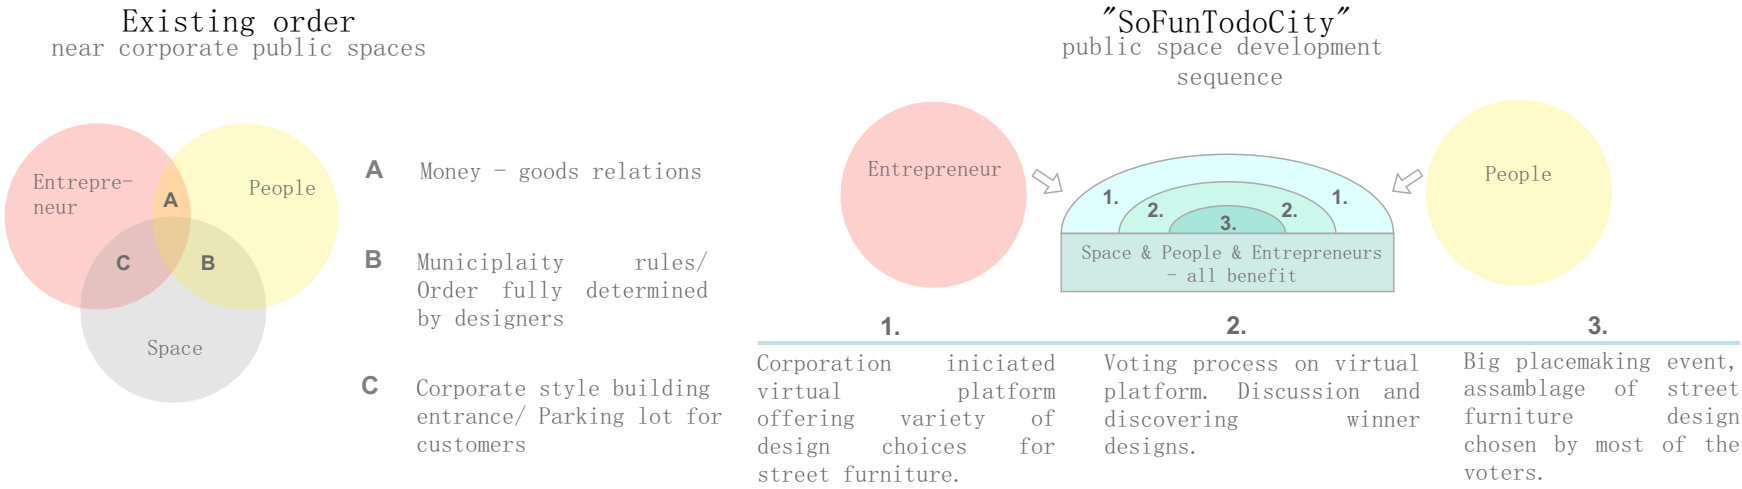 Existing order
near corporate public spaces
Entrepre-
neur
People
A
C
B
Space
A Money - goods relations
B Municiplaity rules/
Order fully determined
by designers
C Corporate style building
entrance/ Parking lot for
customers
"SoFunTodoCity"
public space development
sequence
Entrepreneur
People
1. 1.
2. 2.
3.
Space & People & Entrepreneurs
- all benefit
1.
Corporation iniciated
virtual platform
offering variety of
design choices for
street furniture.
2.
Voting process on virtual
platform. Discussion and
discovering winner
designs.
3.
Big placemaking event,
assamblage of street
furniture design
chosen by most of the
voters.